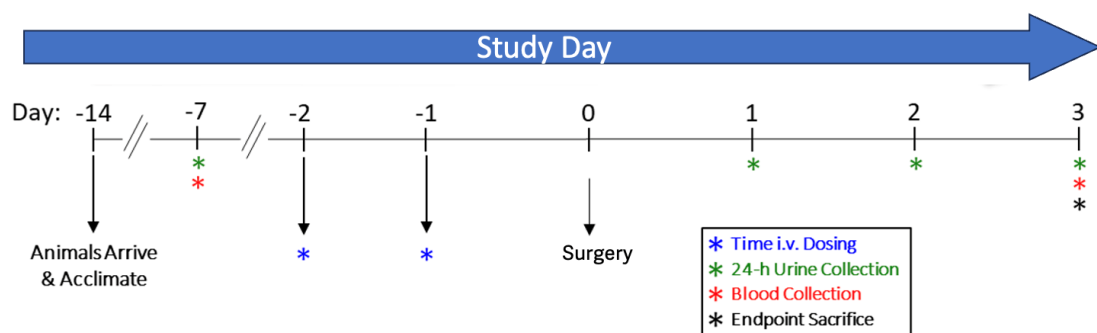 Study Day
Day: -14 -7 -2 -1 0 1 2 3
* * * *
* *
*
Animals Arrive
& Acclimate
* *
Surgery
* Time i.v. Dosing
* 24-h Urine Collection
* Blood Collection
* Endpoint Sacrifice